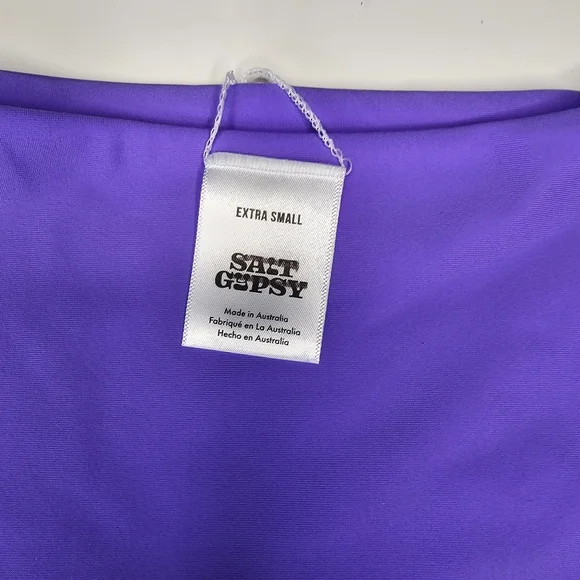 EXTRA SMALL
SALT
GYPSY
Made in Australia
Fabriqué en La Australia
Hecho en Australia